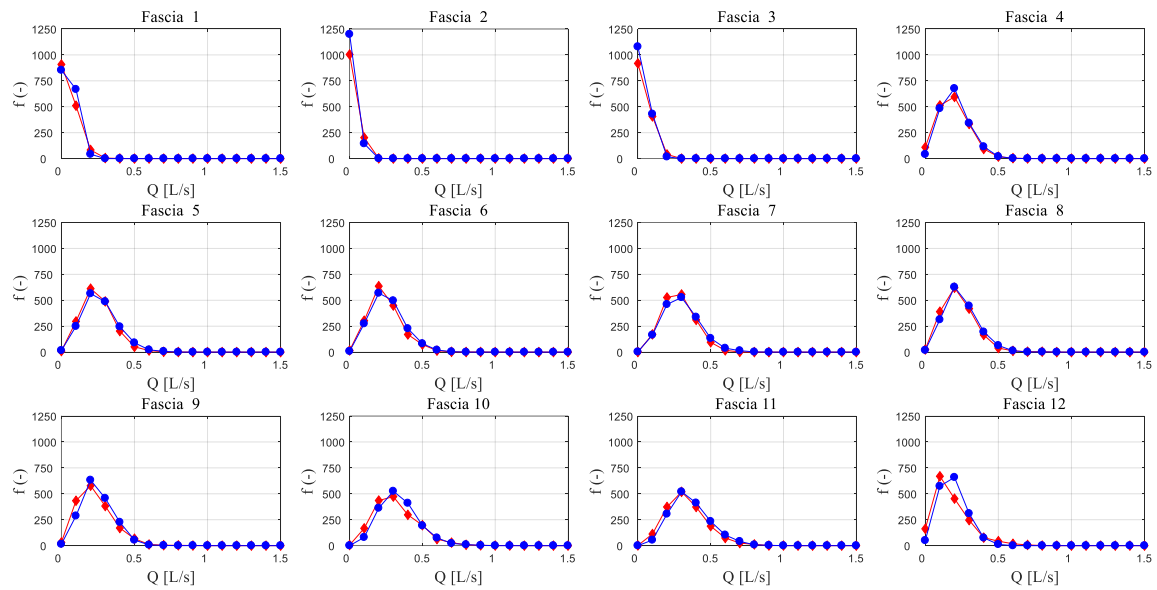 Fascia  1
1250
1000
750
500
250
0
f (-)
0 0.5 1 1.5
Q [L/s]
Fascia  2
1250
1000
750
500
250
0
f (-)
0 0.5 1 1.5
Q [L/s]
Fascia  3
1250
1000
750
500
250
0
f (-)
0 0.5 1 1.5
Q [L/s]
Fascia  4
1250
1000
750
500
250
0
f (-)
0 0.5 1 1.5
Q [L/s]
Fascia  5
1250
1000
750
500
250
0
f (-)
0 0.5 1 1.5
Q [L/s]
Fascia  6
1250
1000
750
500
250
0
f (-)
0 0.5 1 1.5
Q [L/s]
Fascia  7
1250
1000
750
500
250
0
f (-)
0 0.5 1 1.5
Q [L/s]
Fascia  8
1250
1000
750
500
250
0
f (-)
0 0.5 1 1.5
Q [L/s]
Fascia  9
1250
1000
750
500
250
0
f (-)
0 0.5 1 1.5
Q [L/s]
Fascia 10
1250
1000
750
500
250
0
f (-)
0 0.5 1 1.5
Q [L/s]
Fascia 11
1250
1000
750
500
250
0
f (-)
0 0.5 1 1.5
Q [L/s]
Fascia 12
1250
1000
750
500
250
0
f (-)
0 0.5 1 1.5
Q [L/s]